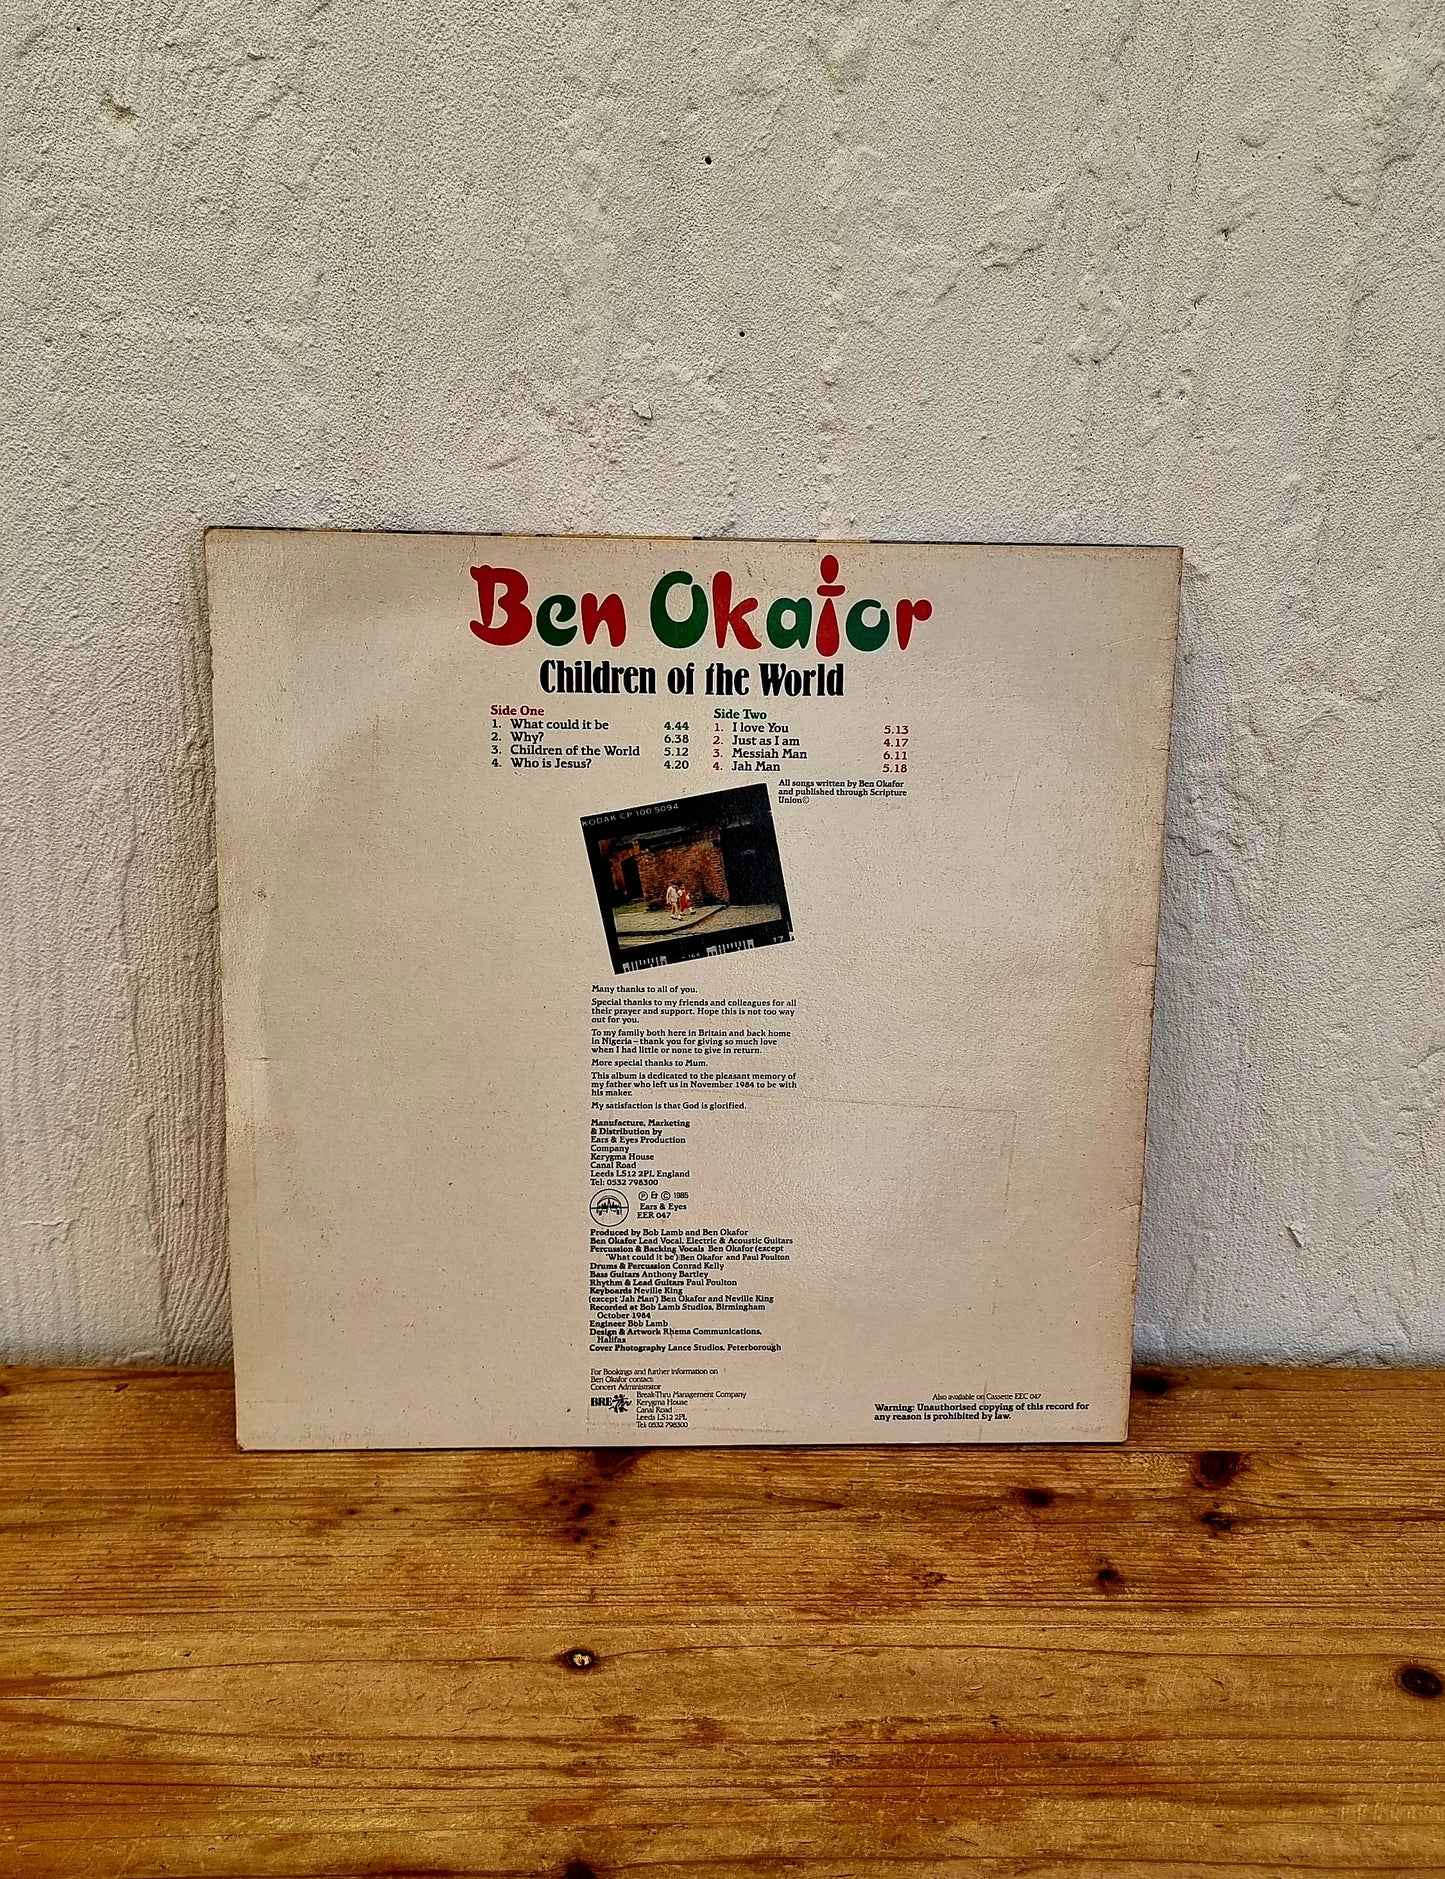 Ben Okafor
Children of the World
Side One
1. What could it be 4.44
2. Why? 6.38
3. Children of the World 5.12
4. Who is Jesus? 4.20
Side Two
1. I love You 5.13
2. Just as I am 4.17
3. Messiah Man 6.11
4. Jah Man 5.18
All songs written by Ben Okafor
and published through Scripture
Union©
KODAK CP 100 5094
16A
17
Many thanks to all of you.
Special thanks to my friends and colleagues for all
their prayer and support. Hope this is not too way
out for you.
To my family both here in Britain and back home
in Nigeria – thank you for giving so much love
when I had little or none to give in return.
More special thanks to Mum.
This album is dedicated to the pleasant memory of
my father who left us in November 1984 to be with
his maker.
My satisfaction is that God is glorified.
Manufacture, Marketing
& Distribution by
Ears & Eyes Production
Company
Kerygma House
Canal Road
Leeds LS12 2PL England
Tel: 0532 798300
℗ & © 1985
Ears & Eyes
EER 047
Produced by Bob Lamb and Ben Okafor
Ben Okafor Lead Vocal, Electric & Acoustic Guitars
Percussion & Backing Vocals Ben Okafor (except
'What could it be') Ben Okafor and Paul Poulton
Drums & Percussion Conrad Kelly
Bass Guitars Anthony Bartley
Rhythm & Lead Guitars Paul Poulton
Keyboards Neville King
(except 'Jah Man') Ben Okafor and Neville King
Recorded at Bob Lamb Studios, Birmingham
October 1984
Engineer Bob Lamb
Design & Artwork Rhema Communications,
Halifax
Cover Photography Lance Studios, Peterborough
For Bookings and further information on
Ben Okafor contact:
Concert Administrator
Break-Thru Management Company
Kerygma House
Canal Road
Leeds LS12 2PL
Tel: 0532 798300
Also available on Cassette EEC 047
Warning: Unauthorised copying of this record for
any reason is prohibited by law.